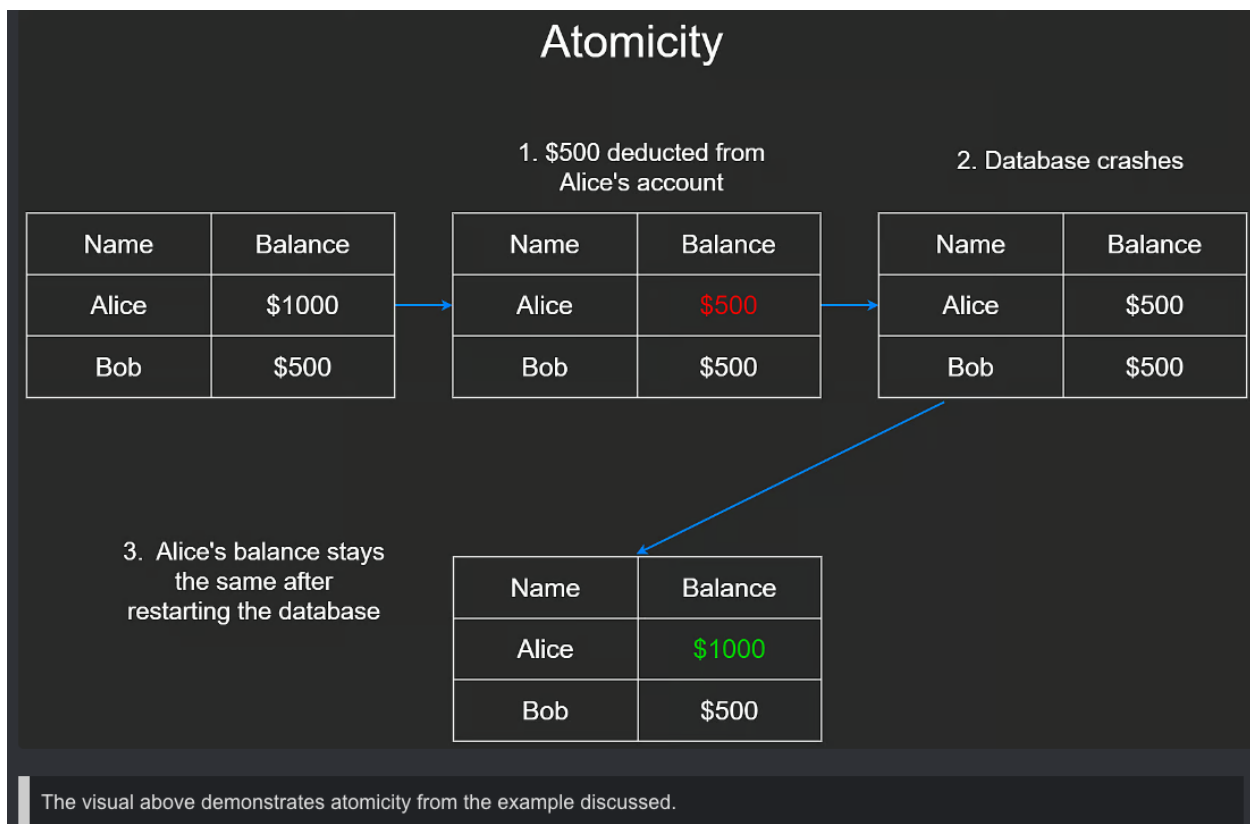 Atomicity
1. $500 deducted from
Alice's account
2. Database crashes
Name Balance
Alice $1000
Bob $500
Name Balance
Alice $500
Bob $500
Name Balance
Alice $500
Bob $500
3. Alice's balance stays
the same after
restarting the database
Name Balance
Alice $1000
Bob $500
The visual above demonstrates atomicity from the example discussed.